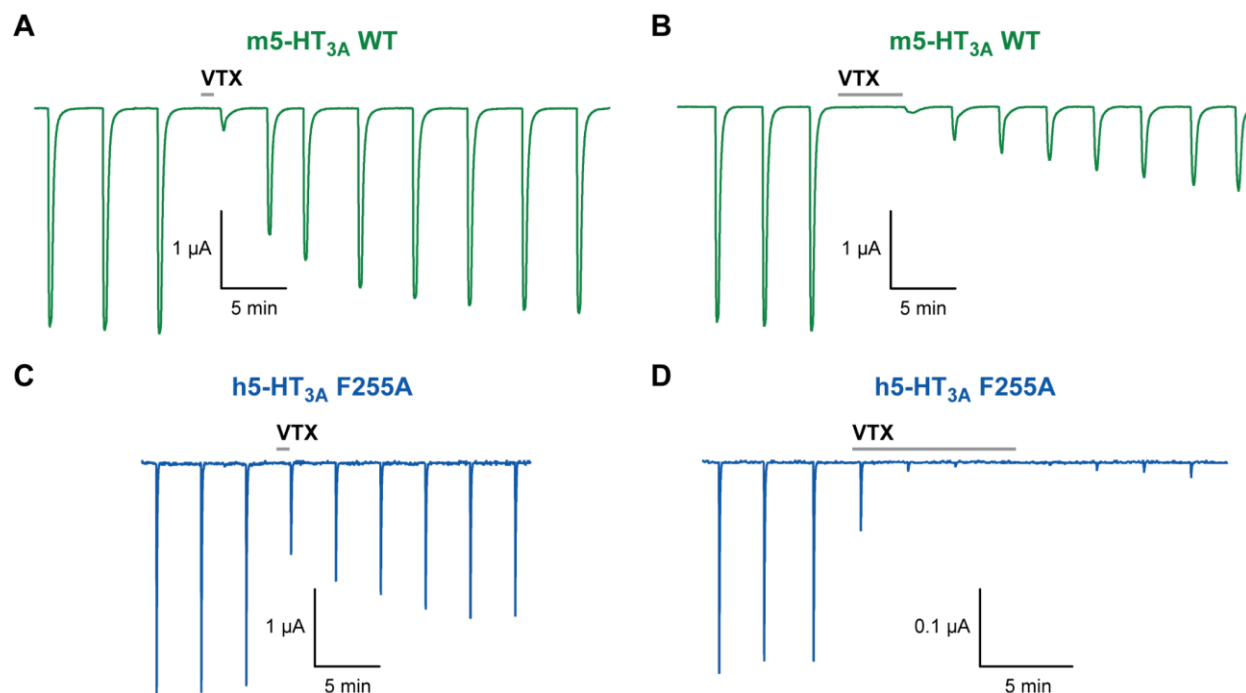 A
m5-HT3A WT
VTX
1 µA
5 min
B
m5-HT3A WT
VTX
1 µA
5 min
C
h5-HT3A F255A
VTX
1 µA
5 min
D
h5-HT3A F255A
VTX
0.1 µA
5 min